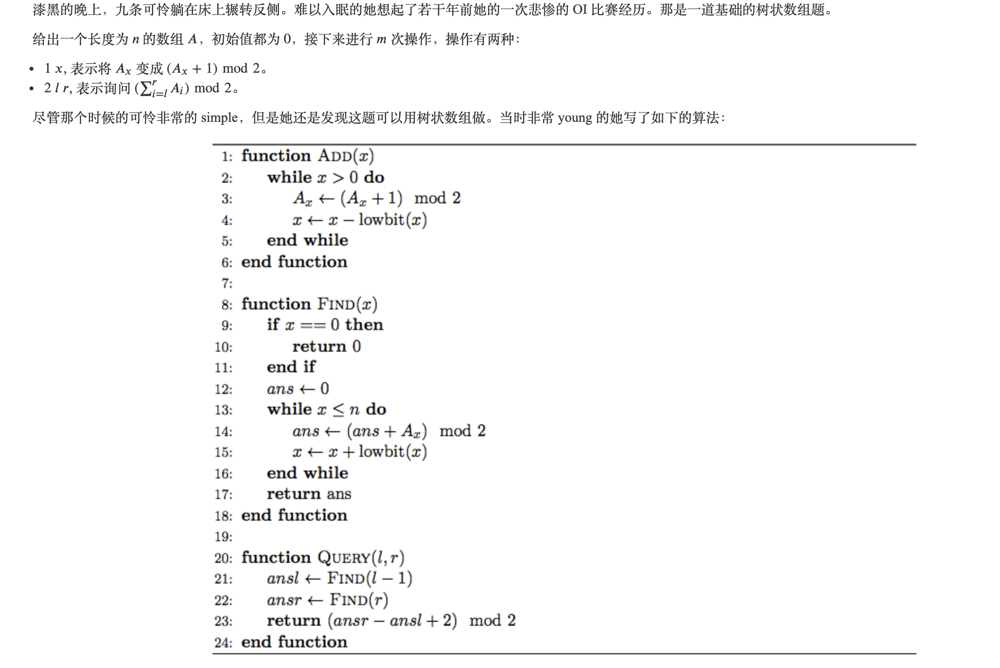 漆黑的晚上，九条可怜躺在床上辗转反侧。难以入眠的她想起了若干年前她的一次悲惨的 OI 比赛经历。那是一道基础的树状数组题。
给出一个长度为 n 的数组 A，初始值都为 0，接下来进行 m 次操作，操作有两种：
• 1 x, 表示将 Aₓ 变成 (Aₓ + 1) mod 2。
• 2 l r, 表示询问 (∑ᵢ₌ₗʳ Aᵢ) mod 2。
尽管那个时候的可怜非常的 simple，但是她还是发现这题可以用树状数组做。当时非常 young 的她写了如下的算法：
1: function ADD(x)
2: while x > 0 do
3: Aₓ ← (Aₓ + 1) mod 2
4: x ← x − lowbit(x)
5: end while
6: end function
7:
8: function FIND(x)
9: if x == 0 then
10: return 0
11: end if
12: ans ← 0
13: while x ≤ n do
14: ans ← (ans + Aₓ) mod 2
15: x ← x + lowbit(x)
16: end while
17: return ans
18: end function
19:
20: function QUERY(l, r)
21: ansl ← FIND(l − 1)
22: ansr ← FIND(r)
23: return (ansr − ansl + 2) mod 2
24: end function